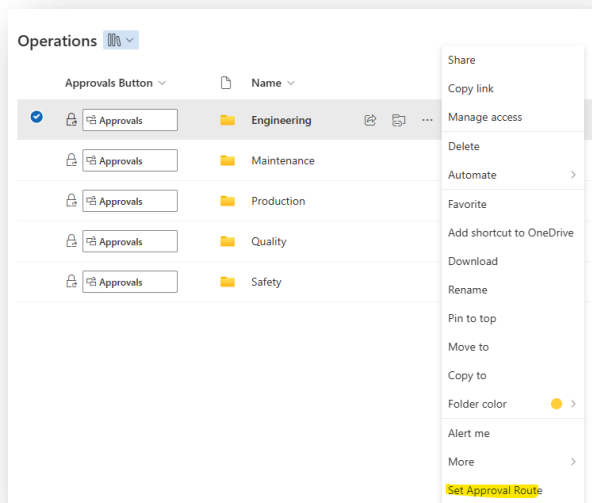 Operations
Approvals Button
Name
Approvals
Engineering
Approvals
Maintenance
Approvals
Production
Approvals
Quality
Approvals
Safety
Share
Copy link
Manage access
Delete
Automate
Favorite
Add shortcut to OneDrive
Download
Rename
Pin to top
Move to
Copy to
Folder color
Alert me
More
Set Approval Route